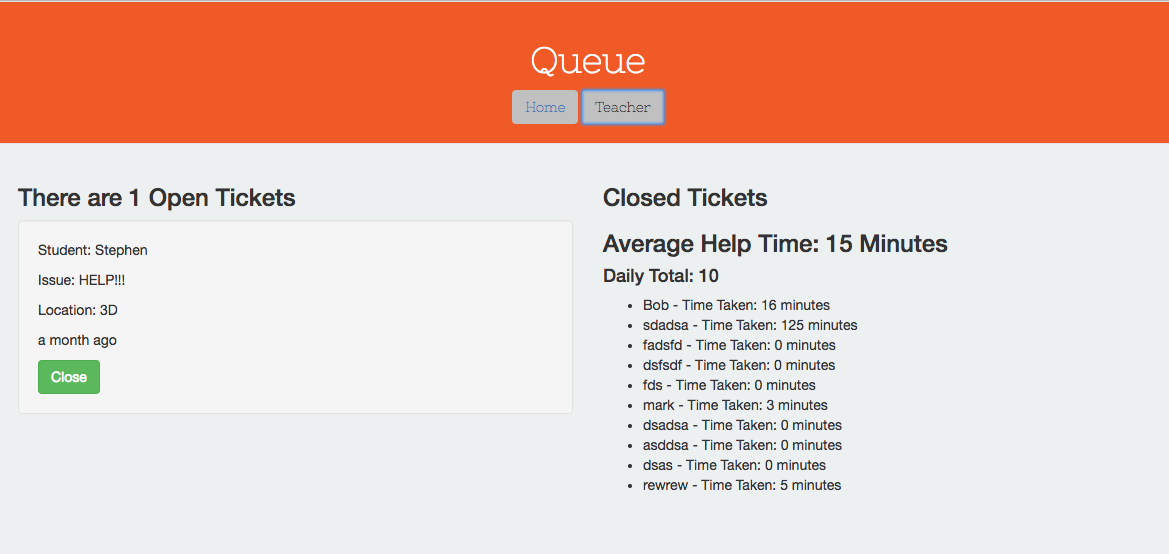 Queue
Home Teacher
There are 1 Open Tickets
Student: Stephen
Issue: HELP!!!
Location: 3D
a month ago
Close
Closed Tickets
Average Help Time: 15 Minutes
Daily Total: 10
• Bob - Time Taken: 16 minutes
• sdadsa - Time Taken: 125 minutes
• fadsfd - Time Taken: 0 minutes
• dsfsdf - Time Taken: 0 minutes
• fds - Time Taken: 0 minutes
• mark - Time Taken: 3 minutes
• dsadsa - Time Taken: 0 minutes
• asddsa - Time Taken: 0 minutes
• dsas - Time Taken: 0 minutes
• rewrew - Time Taken: 5 minutes